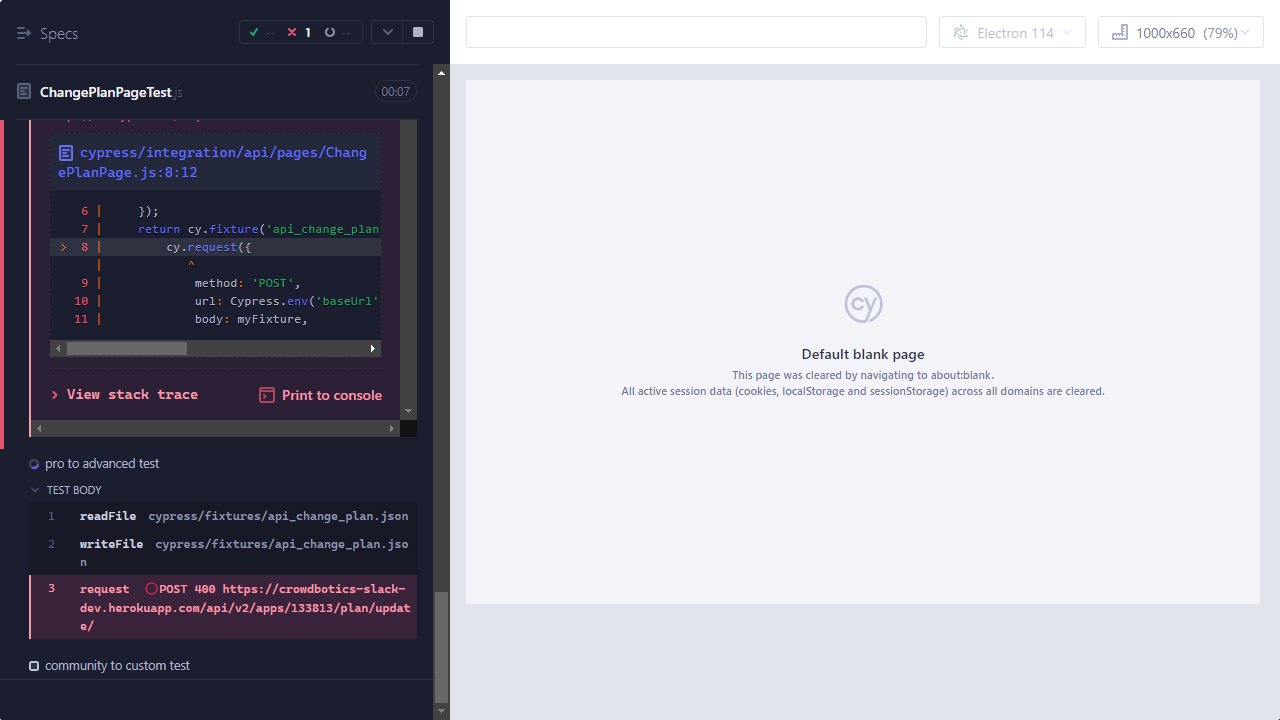 Specs
-- 1 --
Electron 114
1000x660 (79%)
ChangePlanPageTest.js
00:07
cypress/integration/api/pages/Chang
ePlanPage.js:8:12
6 | });
7 | return cy.fixture('api_change_plan
> 8 | cy.request({
| ^
9 | method: 'POST',
10 | url: Cypress.env('baseUrl'
11 | body: myFixture,
View stack trace
Print to console
pro to advanced test
TEST BODY
1 readFile cypress/fixtures/api_change_plan.json
2 writeFile cypress/fixtures/api_change_plan.jso
n
3 request POST 400 https://crowdbotics-slack-
dev.herokuapp.com/api/v2/apps/133813/plan/updat
e/
community to custom test
cy
Default blank page
This page was cleared by navigating to about:blank.
All active session data (cookies, localStorage and sessionStorage) across all domains are cleared.